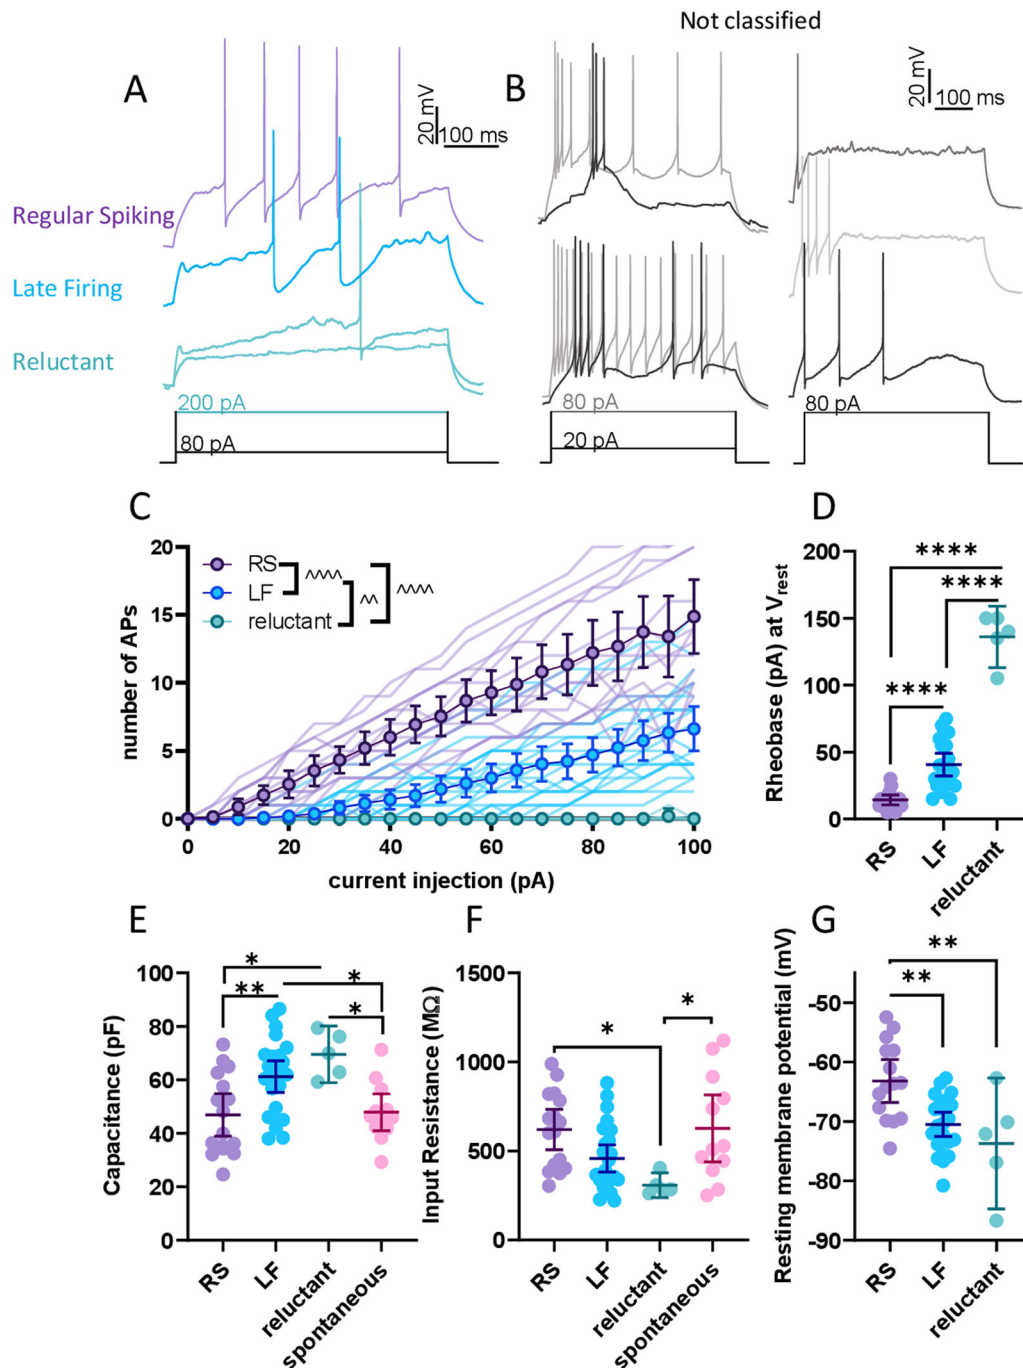 Not classified
A
20 mV
100 ms
B
20 mV
100 ms
Regular Spiking
Late Firing
Reluctant
200 pA
80 pA
80 pA
20 pA
80 pA
C
20
15
10
5
0
number of APs
RS
LF
reluctant
^^^^
^^
^^^^
0 20 40 60 80 100
current injection (pA)
D
200
150
100
50
0
Rheobase (pA) at Vrest
****
****
****
RS LF reluctant
E
100
80
60
40
20
0
Capacitance (pF)
*
**
*
*
RS LF reluctant spontaneous
F
1500
1000
500
0
Input Resistance (MΩ)
*
*
RS LF reluctant spontaneous
G
-50
-60
-70
-80
-90
Resting membrane potential (mV)
**
**
RS LF reluctant